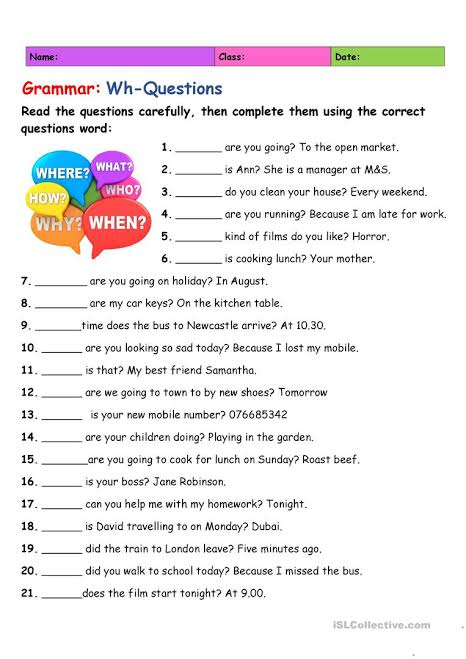 Name: Class: Date:
Grammar: Wh-Questions
Read the questions carefully, then complete them using the correct
questions word:
WHERE?
WHAT?
HOW?
WHO?
WHY?
WHEN?
1. _______ are you going? To the open market.
2. _______ is Ann? She is a manager at M&S.
3. _______ do you clean your house? Every weekend.
4. _______ are you running? Because I am late for work.
5. _______ kind of films do you like? Horror.
6. _______ is cooking lunch? Your mother.
7. ________ are you going on holiday? In August.
8. ________ are my car keys? On the kitchen table.
9. _______time does the bus to Newcastle arrive? At 10.30.
10. ______ are you looking so sad today? Because I lost my mobile.
11. ______ is that? My best friend Samantha.
12. ______ are we going to town to by new shoes? Tomorrow
13. ______ is your new mobile number? 076685342
14. ______ are your children doing? Playing in the garden.
15. _______are you going to cook for lunch on Sunday? Roast beef.
16. ______ is your boss? Jane Robinson.
17. ______ can you help me with my homework? Tonight.
18. ______ is David travelling to on Monday? Dubai.
19. ______ did the train to London leave? Five minutes ago.
20. ______ did you walk to school today? Because I missed the bus.
21. ______does the film start tonight? At 9.00.
iSLCollective.com